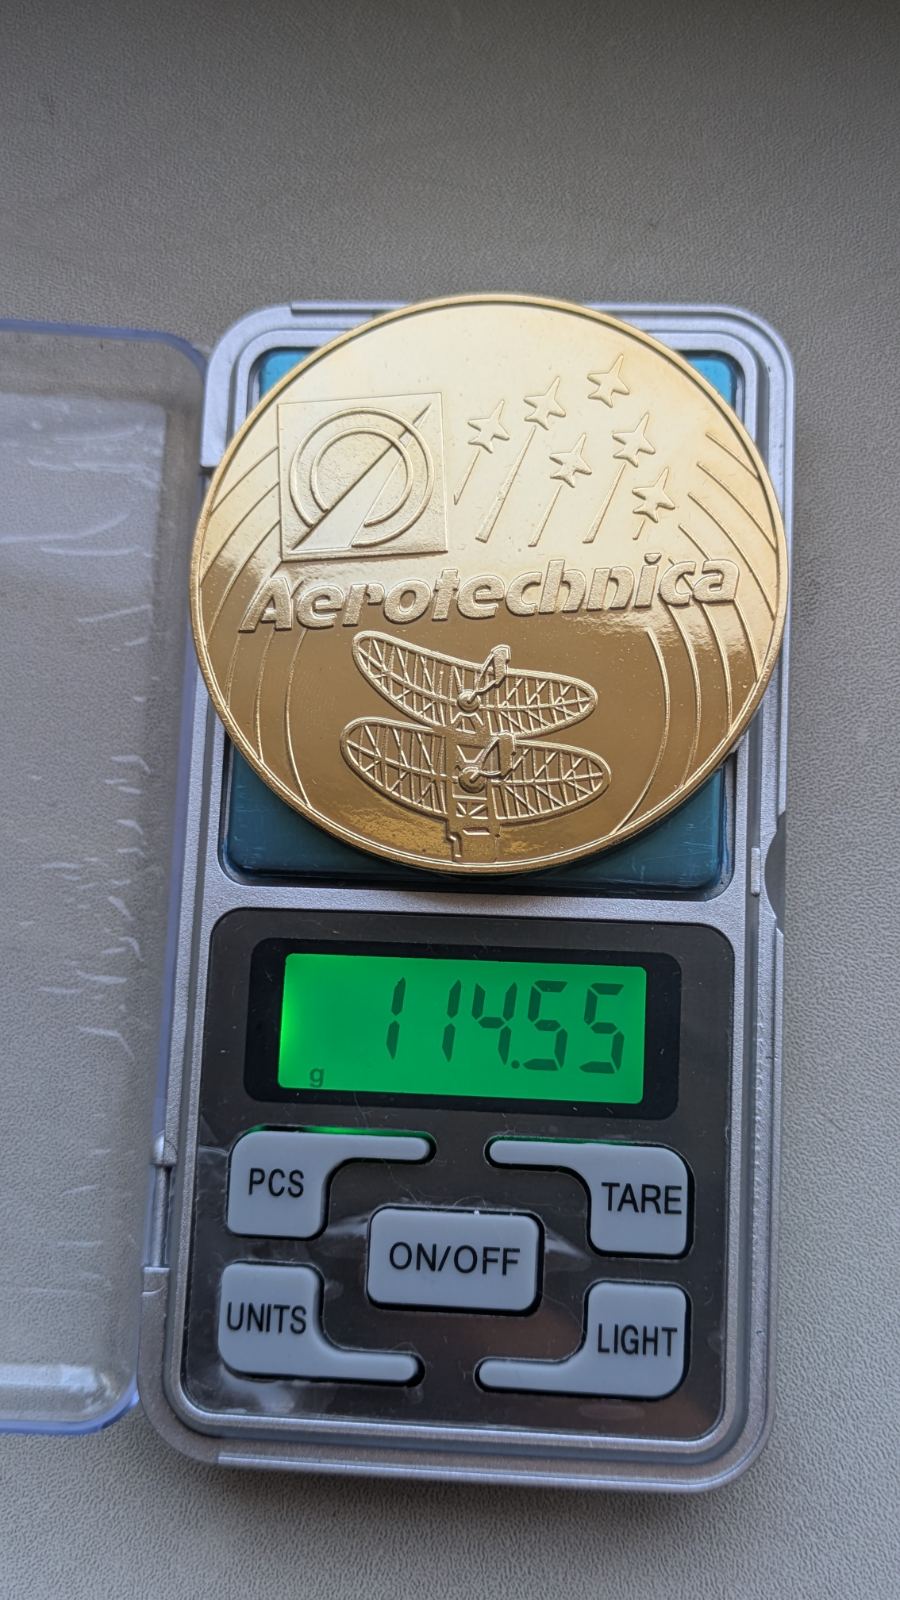 Aerotechnica
114.55
g
PCS
TARE
ON/OFF
UNITS
LIGHT